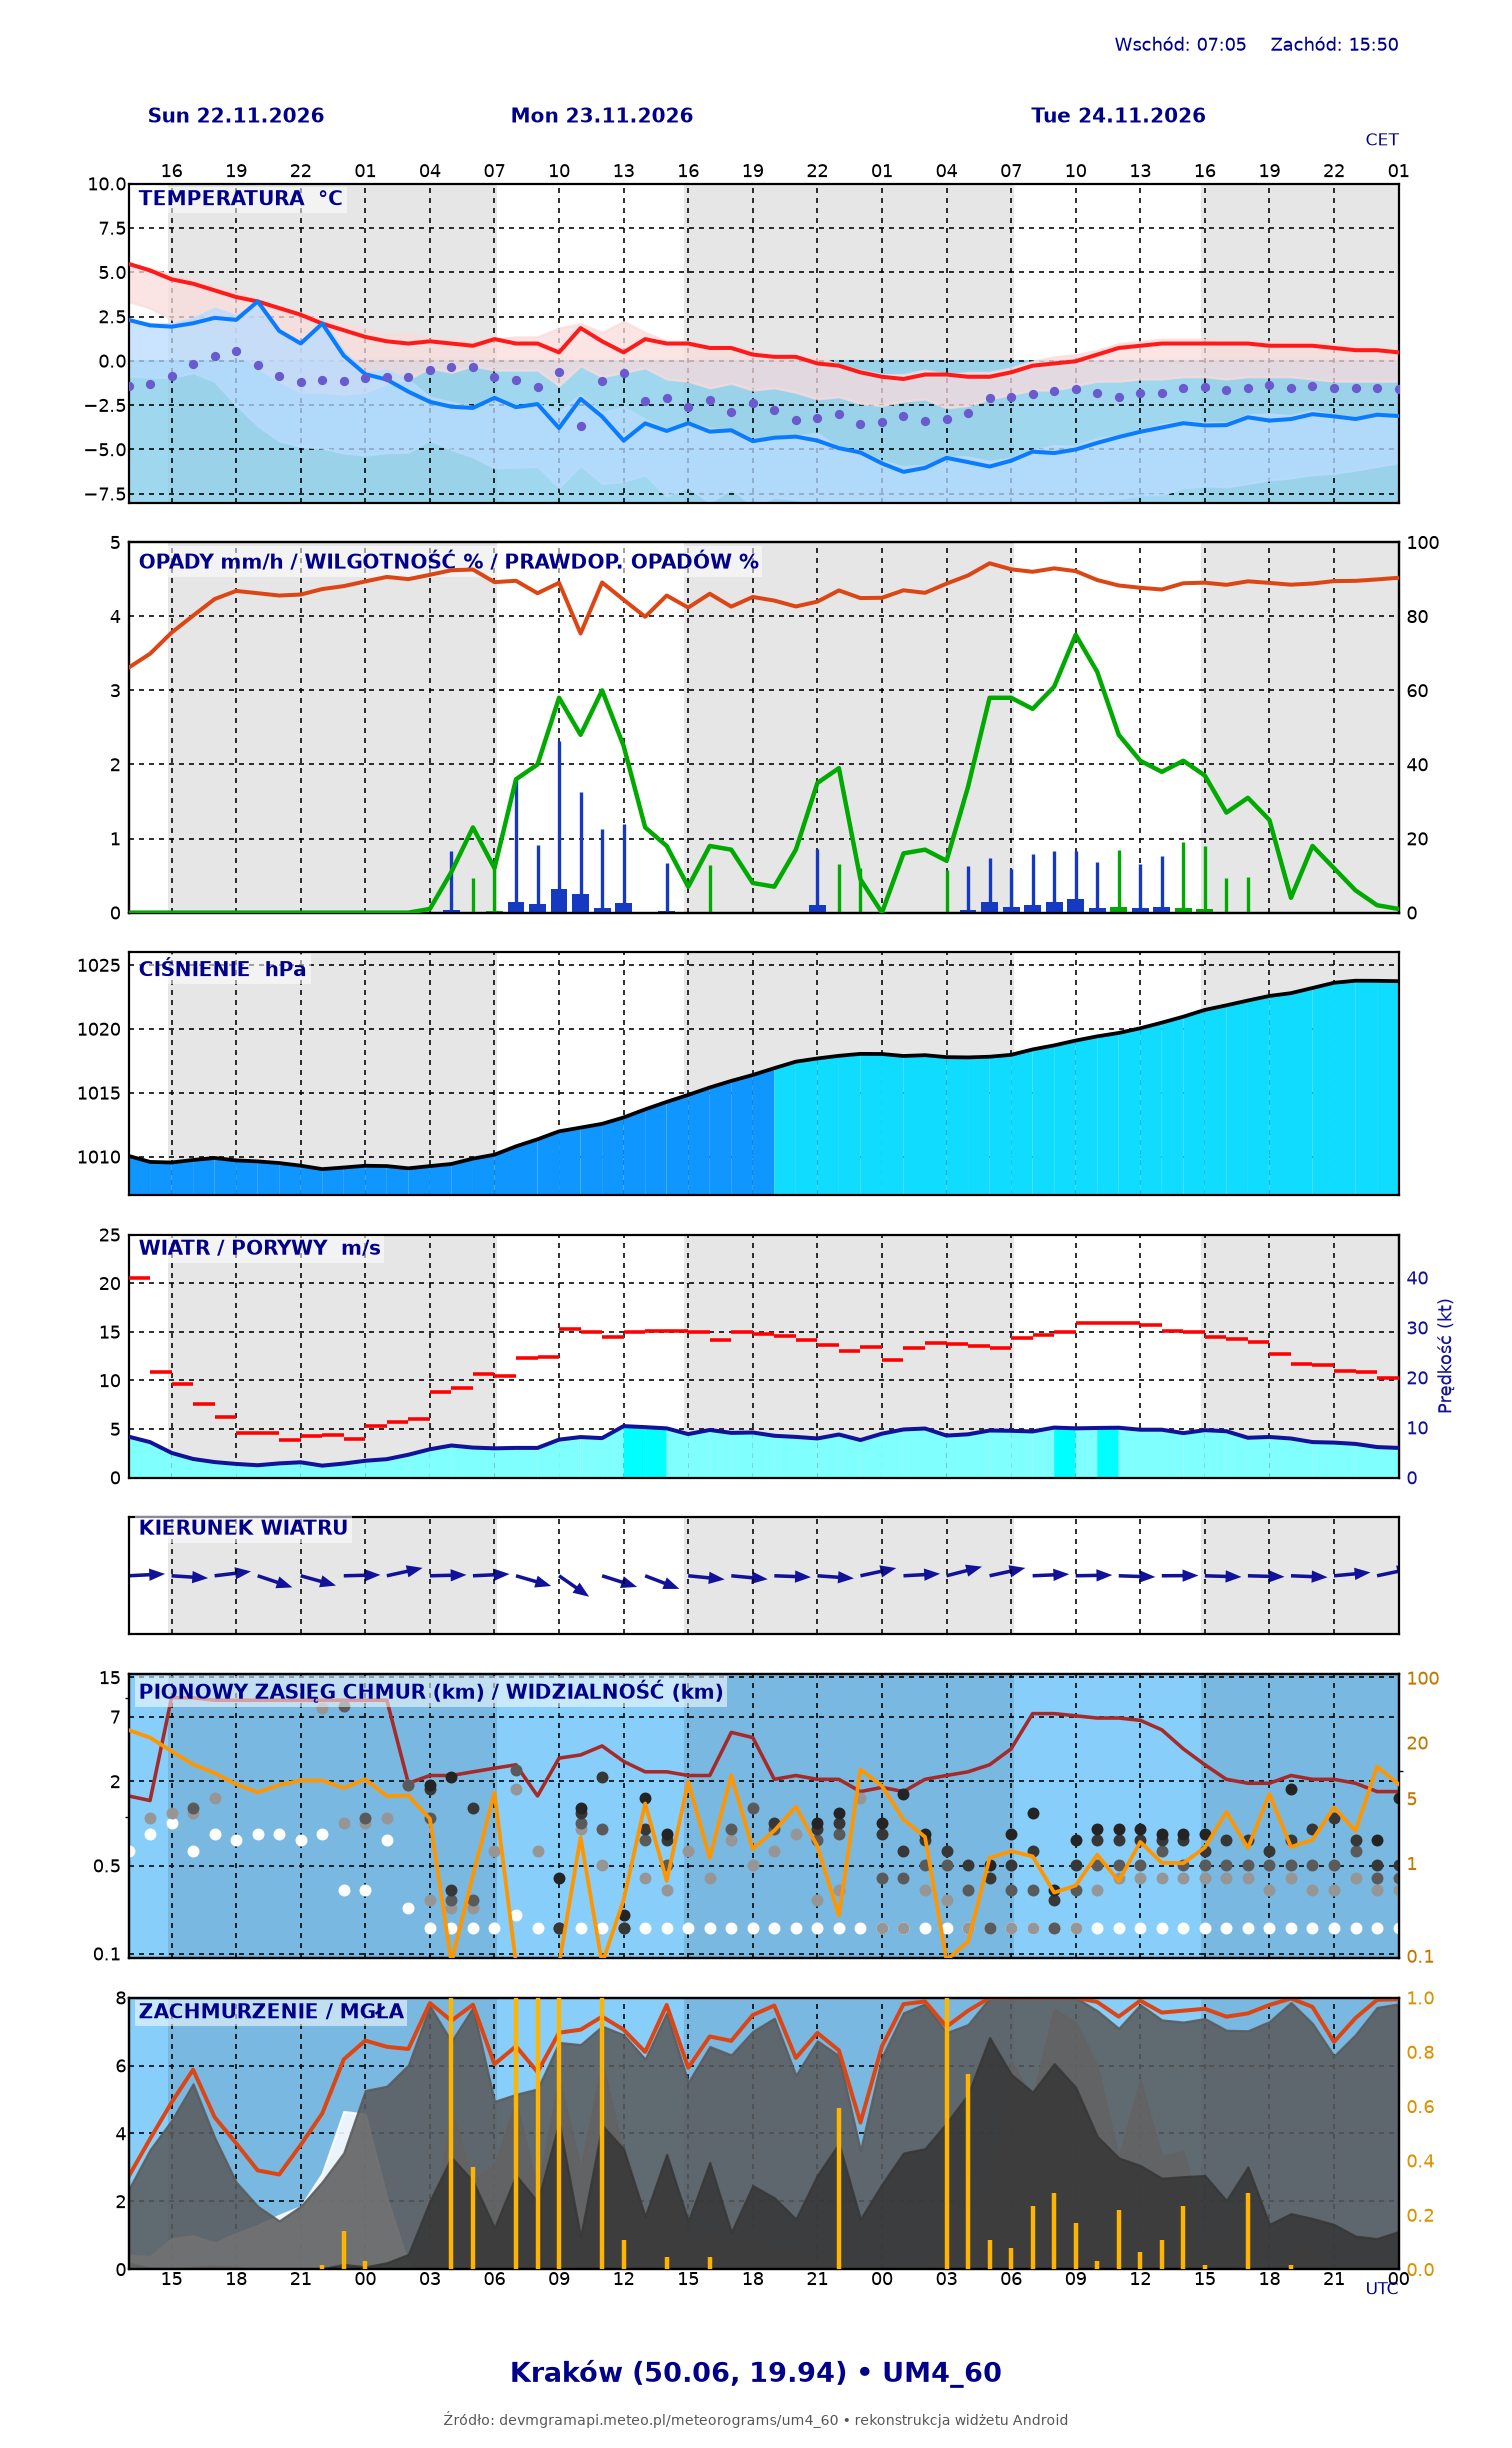 Wschód: 07:05 Zachód: 15:50
Sun 22.11.2026 Mon 23.11.2026 Tue 24.11.2026
CET
16 19 22 01 04 07 10 13 16 19 22 01 04 07 10 13 16 19 22 01
TEMPERATURA °C
10.0
7.5
5.0
2.5
0.0
−2.5
−5.0
−7.5
OPADY mm/h / WILGOTNOŚĆ % / PRAWDOP. OPADÓW %
5 100
4 80
3 60
2 40
1 20
0 0
CIŚNIENIE hPa
1025
1020
1015
1010
WIATR / PORYWY m/s
25
20 40
15 30
10 20
5 10
0 0
Prędkość (kt)
KIERUNEK WIATRU
PIONOWY ZASIĘG CHMUR (km) / WIDZIALNOŚĆ (km)
15 100
7 20
2 5
0.5 1
0.1 0.1
ZACHMURZENIE / MGŁA
8 1.0
0.8
6 0.6
4 0.4
2 0.2
0 0.0
15 18 21 00 03 06 09 12 15 18 21 00 03 06 09 12 15 18 21 00
UTC
Kraków (50.06, 19.94) • UM4_60
Źródło: devmgramapi.meteo.pl/meteorograms/um4_60 • rekonstrukcja widżetu Android